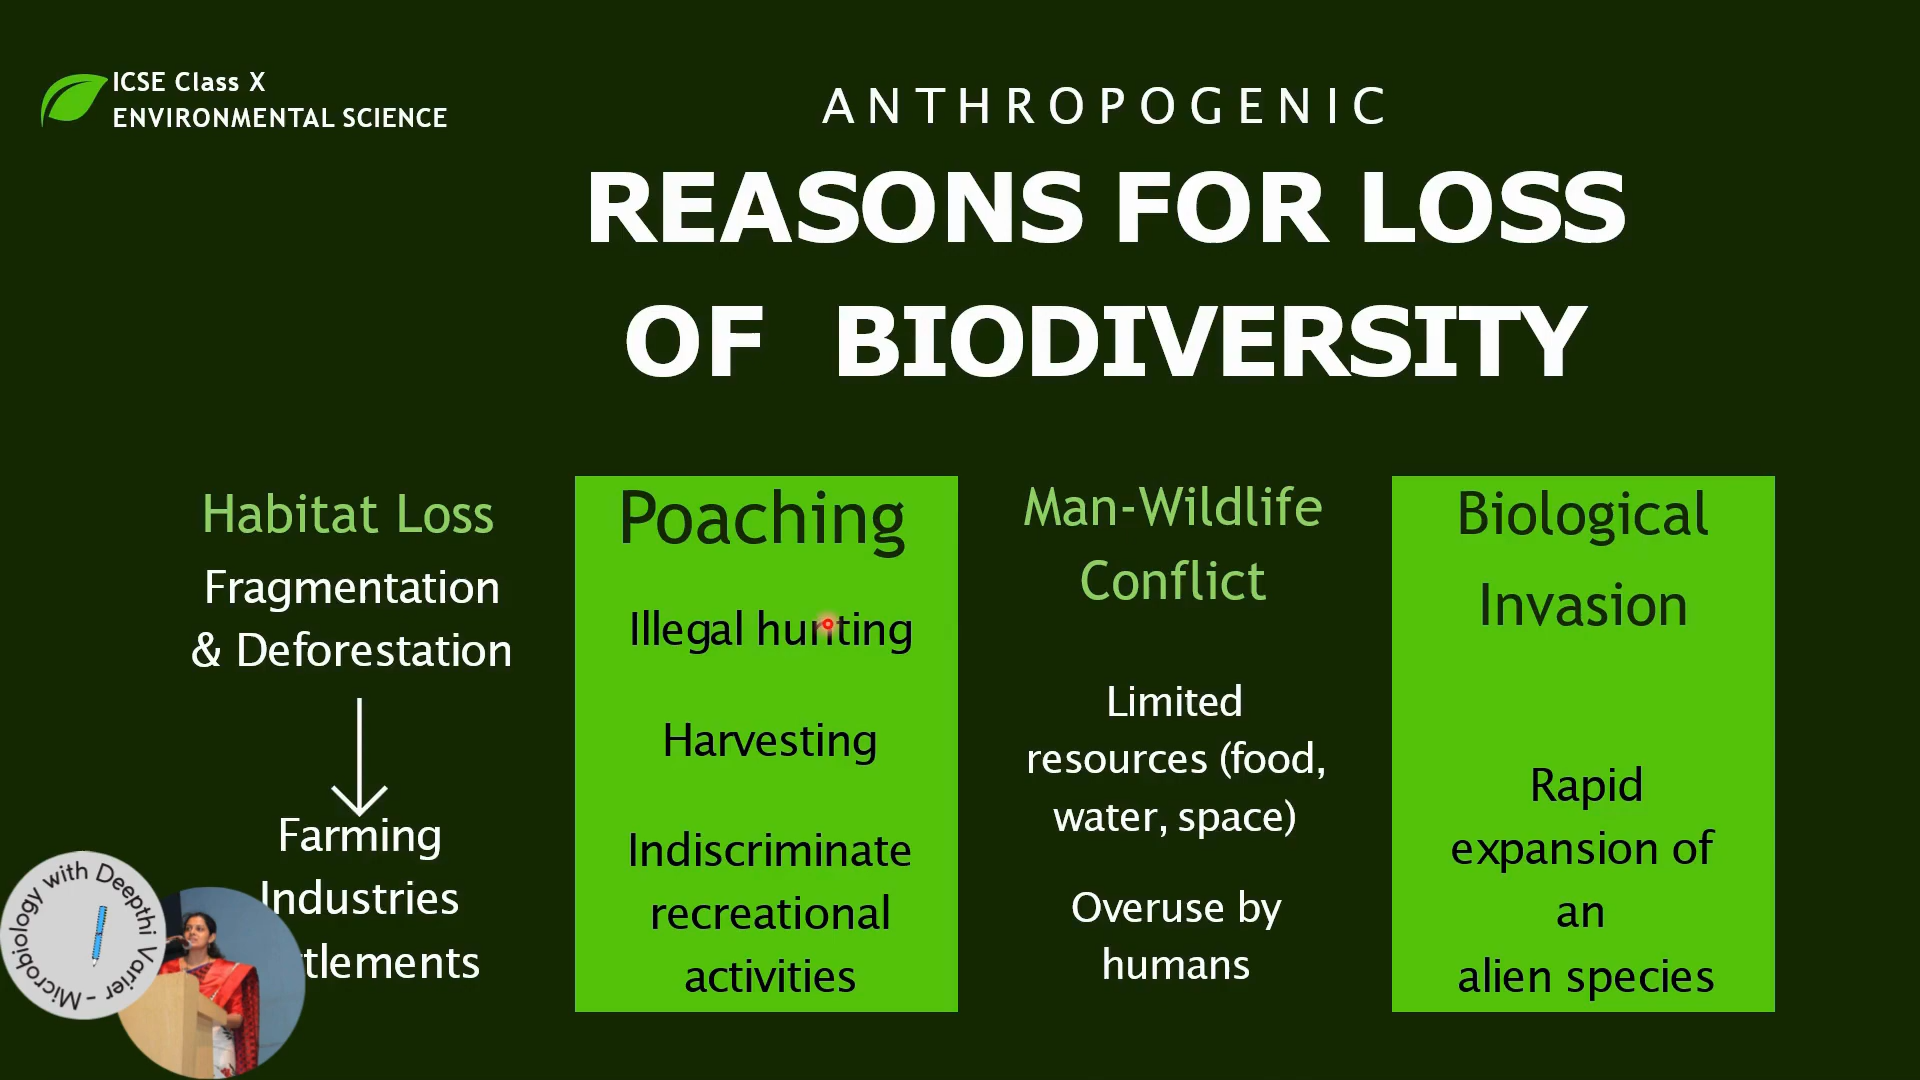 ICSE Class X
ENVIRONMENTAL SCIENCE
ANTHROPOGENIC
REASONS FOR LOSS
OF BIODIVERSITY
Habitat Loss
Fragmentation
& Deforestation
Farming
Industries
tlements
Poaching
Illegal hunting
Harvesting
Indiscriminate
recreational
activities
Man-Wildlife
Conflict
Limited
resources (food,
water, space)
Overuse by
humans
Biological
Invasion
Rapid
expansion of
an
alien species
Microbiology with Deepthi Varier -